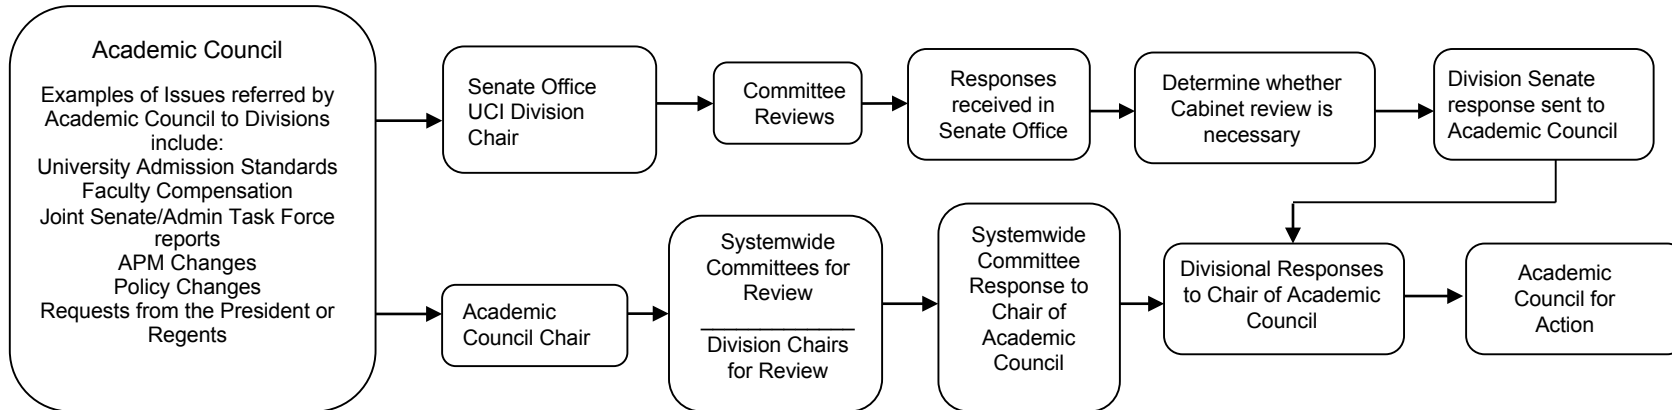 Academic Council
Examples of Issues referred by
Academic Council to Divisions
include:
University Admission Standards
Faculty Compensation
Joint Senate/Admin Task Force
reports
APM Changes
Policy Changes
Requests from the President or
Regents
Senate Office
UCI Division
Chair
Committee
Reviews
Responses
received in
Senate Office
Determine whether
Cabinet review is
necessary
Division Senate
response sent to
Academic Council
Academic
Council Chair
Systemwide
Committees for
Review
Division Chairs
for Review
Systemwide
Committee
Response to
Chair of
Academic
Council
Divisional Responses
to Chair of Academic
Council
Academic
Council for
Action